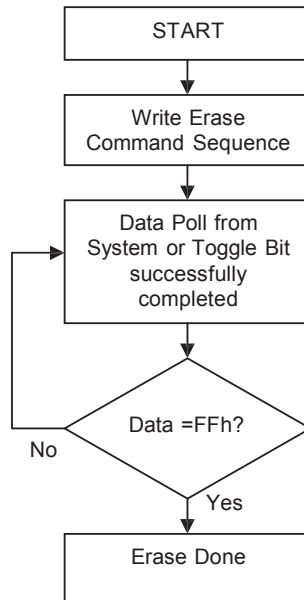 START
Write Erase
Command Sequence
Data Poll from
System or Toggle Bit
successfully
completed
Data =FFh?
No
Yes
Erase Done